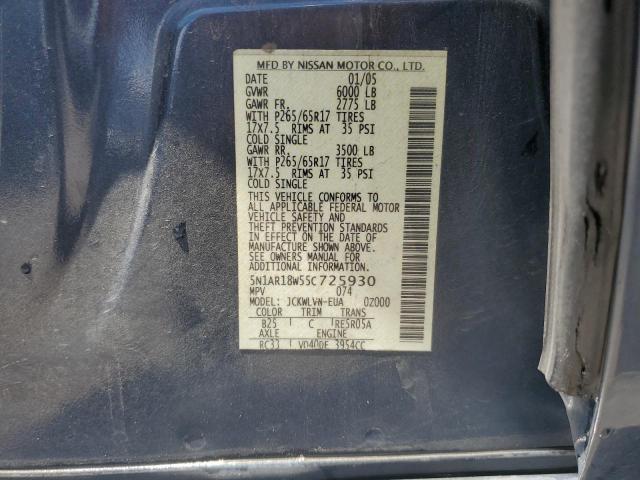 MFD BY NISSAN MOTOR CO., LTD.
DATE 01/05
GVWR 6000 LB
GAWR FR. 2775 LB
WITH P265/65R17 TIRES
17X7.5 RIMS AT 35 PSI
COLD SINGLE
GAWR RR. 3500 LB
WITH P265/65R17 TIRES
17X7.5 RIMS AT 35 PSI
COLD SINGLE
THIS VEHICLE CONFORMS TO
ALL APPLICABLE FEDERAL MOTOR
VEHICLE SAFETY AND
THEFT PREVENTION STANDARDS
IN EFFECT ON THE DATE OF
MANUFACTURE SHOWN ABOVE.
SEE OWNERS MANUAL FOR
ADDITIONAL INFORMATION.
5N1AR18W55C725930
MPV 074
MODEL: JCKWLVN-EUA 0Z000
COLOR TRIM TRANS
B25 C RE5R05A
AXLE ENGINE
RC33 VQ40DE 3954CC